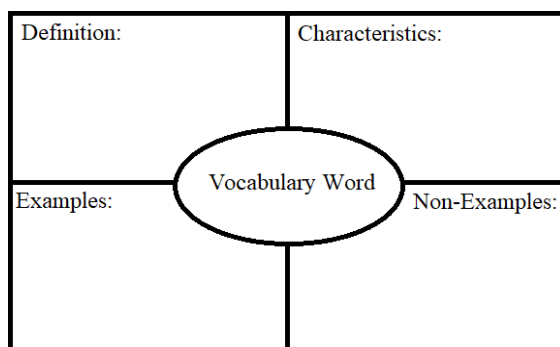 Definition:
Characteristics:
Vocabulary Word
Examples:
Non-Examples: